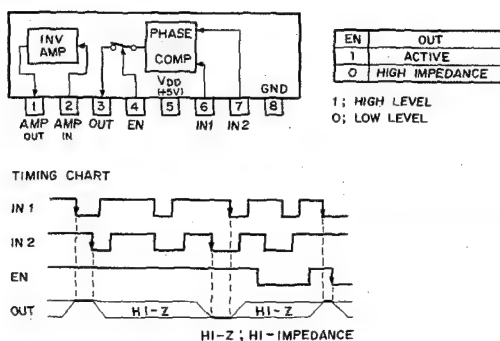 INV AMP
PHASE COMP
VDD (+5V)
GND
1 2 3 4 5 6 7 8
AMP OUT AMP IN OUT EN IN1 IN2
EN OUT
1 ACTIVE
0 HIGH IMPEDANCE
1; HIGH LEVEL
0; LOW LEVEL
TIMING CHART
IN 1
IN 2
EN
OUT HI-Z HI-Z
HI-Z; HI-IMPEDANCE